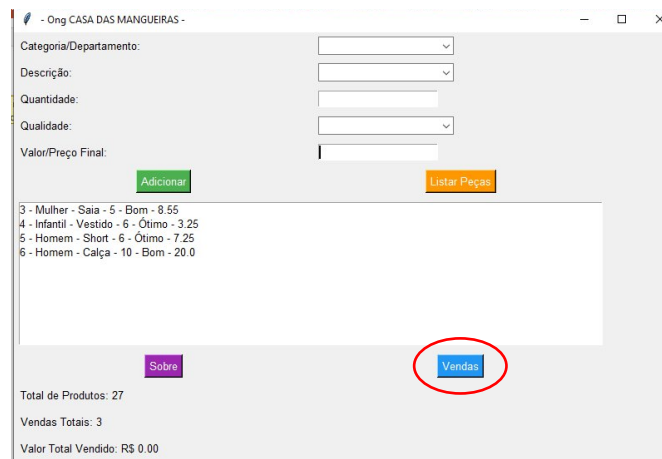 - Ong CASA DAS MANGUEIRAS -
Categoria/Departamento:
Descrição:
Quantidade:
Qualidade:
Valor/Preço Final:
Adicionar Listar Peças
3 - Mulher - Saia - 5 - Bom - 8.55
4 - Infantil - Vestido - 6 - Ótimo - 3.25
5 - Homem - Short - 6 - Ótimo - 7.25
6 - Homem - Calça - 10 - Bom - 20.0
Sobre Vendas
Total de Produtos: 27
Vendas Totais: 3
Valor Total Vendido: R$ 0.00